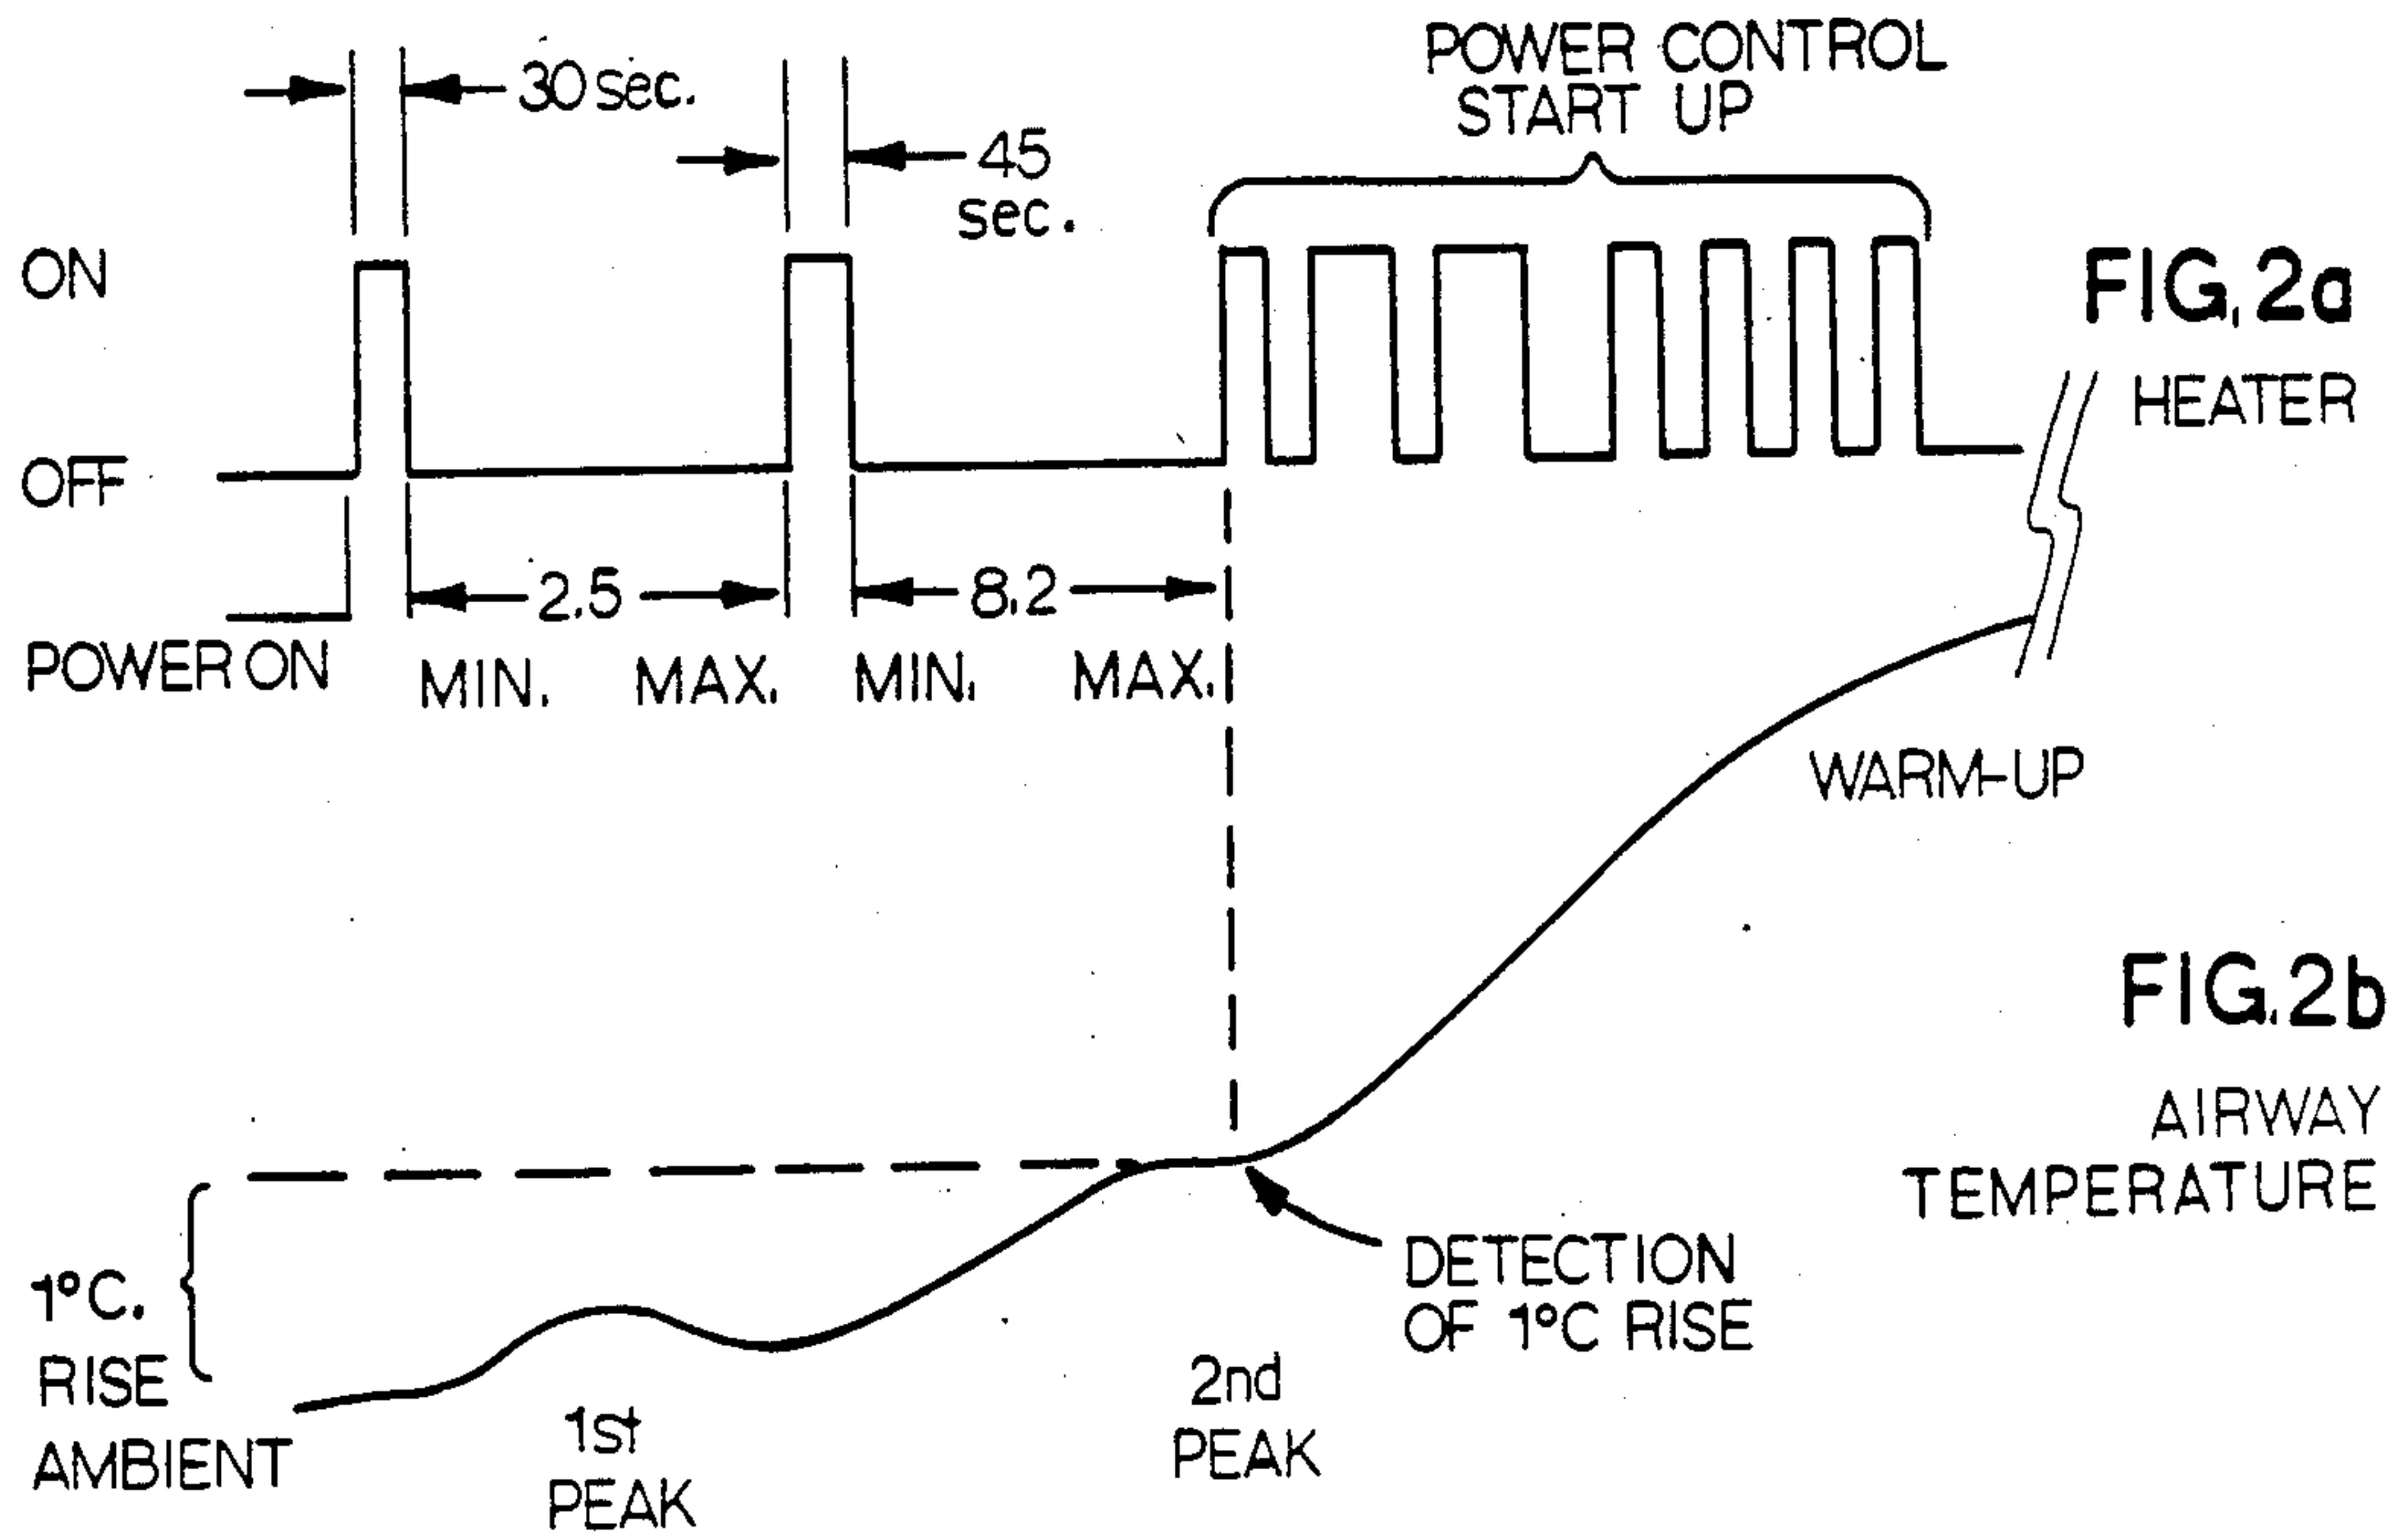 POWER CONTROL
START UP
30 sec.
45
sec.
ON
FIG. 2a
HEATER
OFF
2.5
8.2
POWER ON
MIN.
MAX.
MIN.
MAX.
WARM-UP
FIG. 2b
AIRWAY
TEMPERATURE
1°C.
RISE
AMBIENT
DETECTION
OF 1°C RISE
1st
PEAK
2nd
PEAK